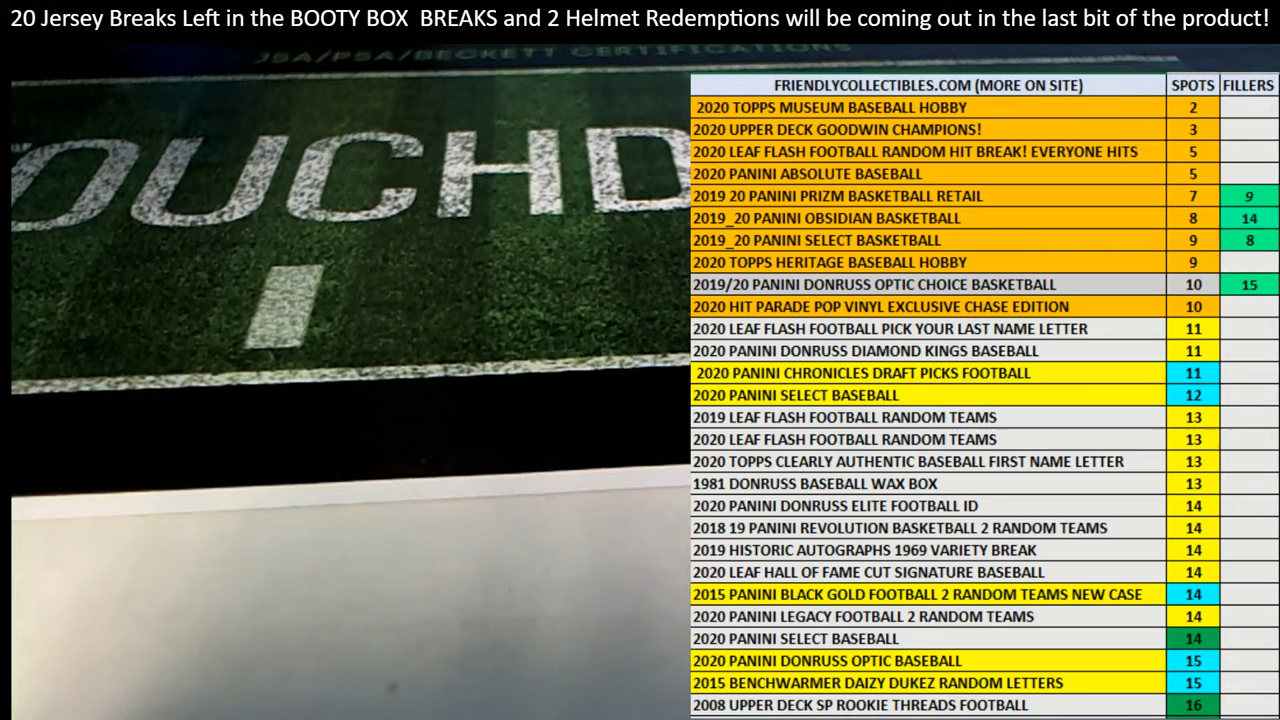 20 Jersey Breaks Left in the BOOTY BOX  BREAKS and 2 Helmet Redemptions will be coming out in the last bit of the product!
JSA/PSA/BECKETT CERTIFICATIONS
OUCHD
FRIENDLYCOLLECTIBLES.COM (MORE ON SITE) SPOTS FILLERS
2020 TOPPS MUSEUM BASEBALL HOBBY 2
2020 UPPER DECK GOODWIN CHAMPIONS! 3
2020 LEAF FLASH FOOTBALL RANDOM HIT BREAK! EVERYONE HITS 5
2020 PANINI ABSOLUTE BASEBALL 5
2019 20 PANINI PRIZM BASKETBALL RETAIL 7 9
2019_20 PANINI OBSIDIAN BASKETBALL 8 14
2019_20 PANINI SELECT BASKETBALL 9 8
2020 TOPPS HERITAGE BASEBALL HOBBY 9
2019/20 PANINI DONRUSS OPTIC CHOICE BASKETBALL 10 15
2020 HIT PARADE POP VINYL EXCLUSIVE CHASE EDITION 10
2020 LEAF FLASH FOOTBALL PICK YOUR LAST NAME LETTER 11
2020 PANINI DONRUSS DIAMOND KINGS BASEBALL 11
2020 PANINI CHRONICLES DRAFT PICKS FOOTBALL 11
2020 PANINI SELECT BASEBALL 12
2019 LEAF FLASH FOOTBALL RANDOM TEAMS 13
2020 LEAF FLASH FOOTBALL RANDOM TEAMS 13
2020 TOPPS CLEARLY AUTHENTIC BASEBALL FIRST NAME LETTER 13
1981 DONRUSS BASEBALL WAX BOX 13
2020 PANINI DONRUSS ELITE FOOTBALL ID 14
2018 19 PANINI REVOLUTION BASKETBALL 2 RANDOM TEAMS 14
2019 HISTORIC AUTOGRAPHS 1969 VARIETY BREAK 14
2020 LEAF HALL OF FAME CUT SIGNATURE BASEBALL 14
2015 PANINI BLACK GOLD FOOTBALL 2 RANDOM TEAMS NEW CASE 14
2020 PANINI LEGACY FOOTBALL 2 RANDOM TEAMS 14
2020 PANINI SELECT BASEBALL 14
2020 PANINI DONRUSS OPTIC BASEBALL 15
2015 BENCHWARMER DAIZY DUKEZ RANDOM LETTERS 15
2008 UPPER DECK SP ROOKIE THREADS FOOTBALL 16